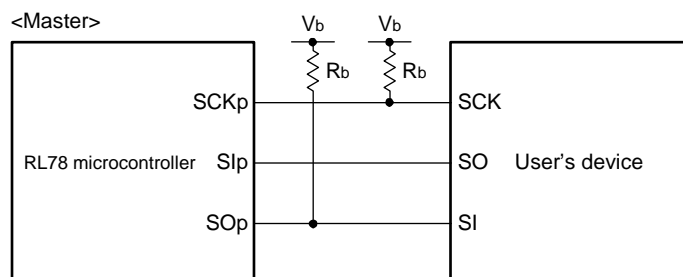 <Master>
Vb Vb
Rb Rb
SCKp SCK
RL78 microcontroller SIp SO User's device
SOp SI